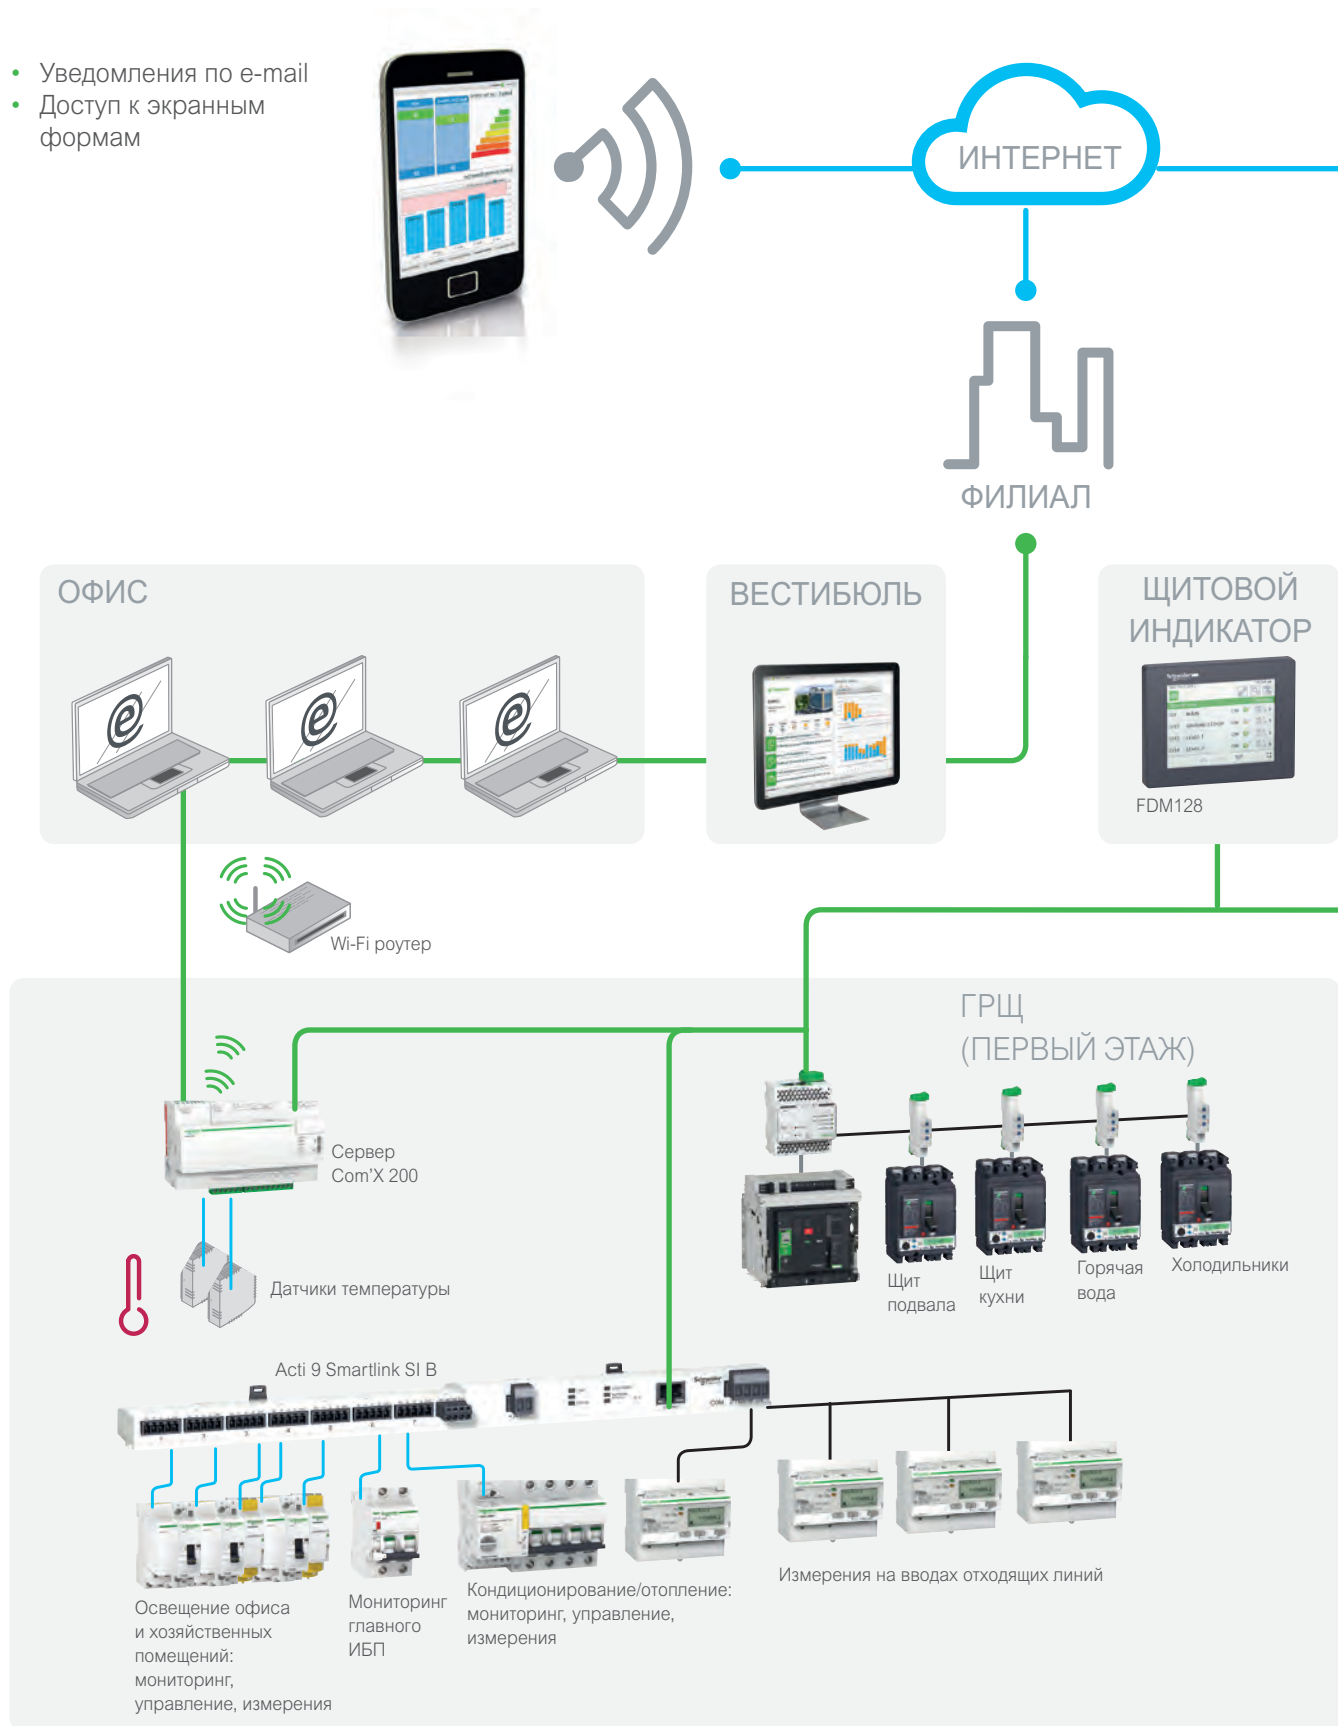 • Уведомления по e-mail
• Доступ к экранным
формам
ИНТЕРНЕТ
ФИЛИАЛ
ОФИС
ВЕСТИБЮЛЬ
ЩИТОВОЙ
ИНДИКАТОР
FDM128
Wi-Fi роутер
ГРЩ
(ПЕРВЫЙ ЭТАЖ)
Сервер
Com'X 200
Датчики температуры
Щит
подвала
Щит
кухни
Горячая
вода
Холодильники
Acti 9 Smartlink SI B
Освещение офиса
и хозяйственных
помещений:
мониторинг,
управление, измерения
Мониторинг
главного
ИБП
Кондиционирование/отопление:
мониторинг, управление,
измерения
Измерения на вводах отходящих линий